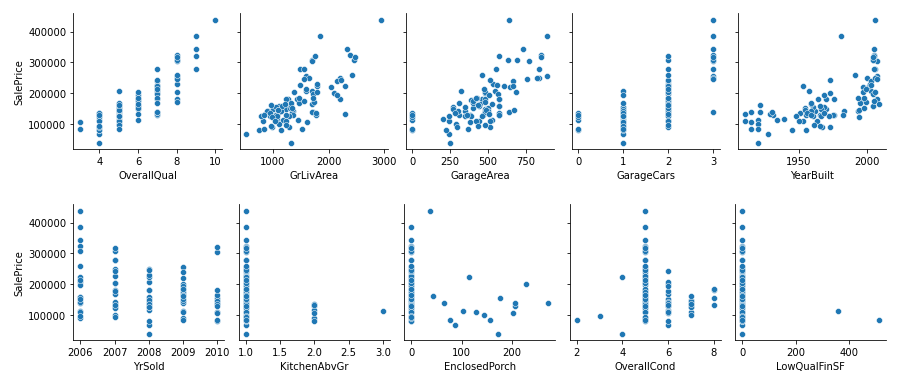 400000
300000
200000
100000
SalePrice
4 6 8 10
OverallQual
1000 2000 3000
GrLivArea
0 250 500 750
GarageArea
0 1 2 3
GarageCars
1950 2000
YearBuilt
400000
300000
200000
100000
SalePrice
2006 2007 2008 2009 2010
YrSold
1.0 1.5 2.0 2.5 3.0
KitchenAbvGr
0 100 200
EnclosedPorch
2 4 6 8
OverallCond
0 200 400
LowQualFinSF